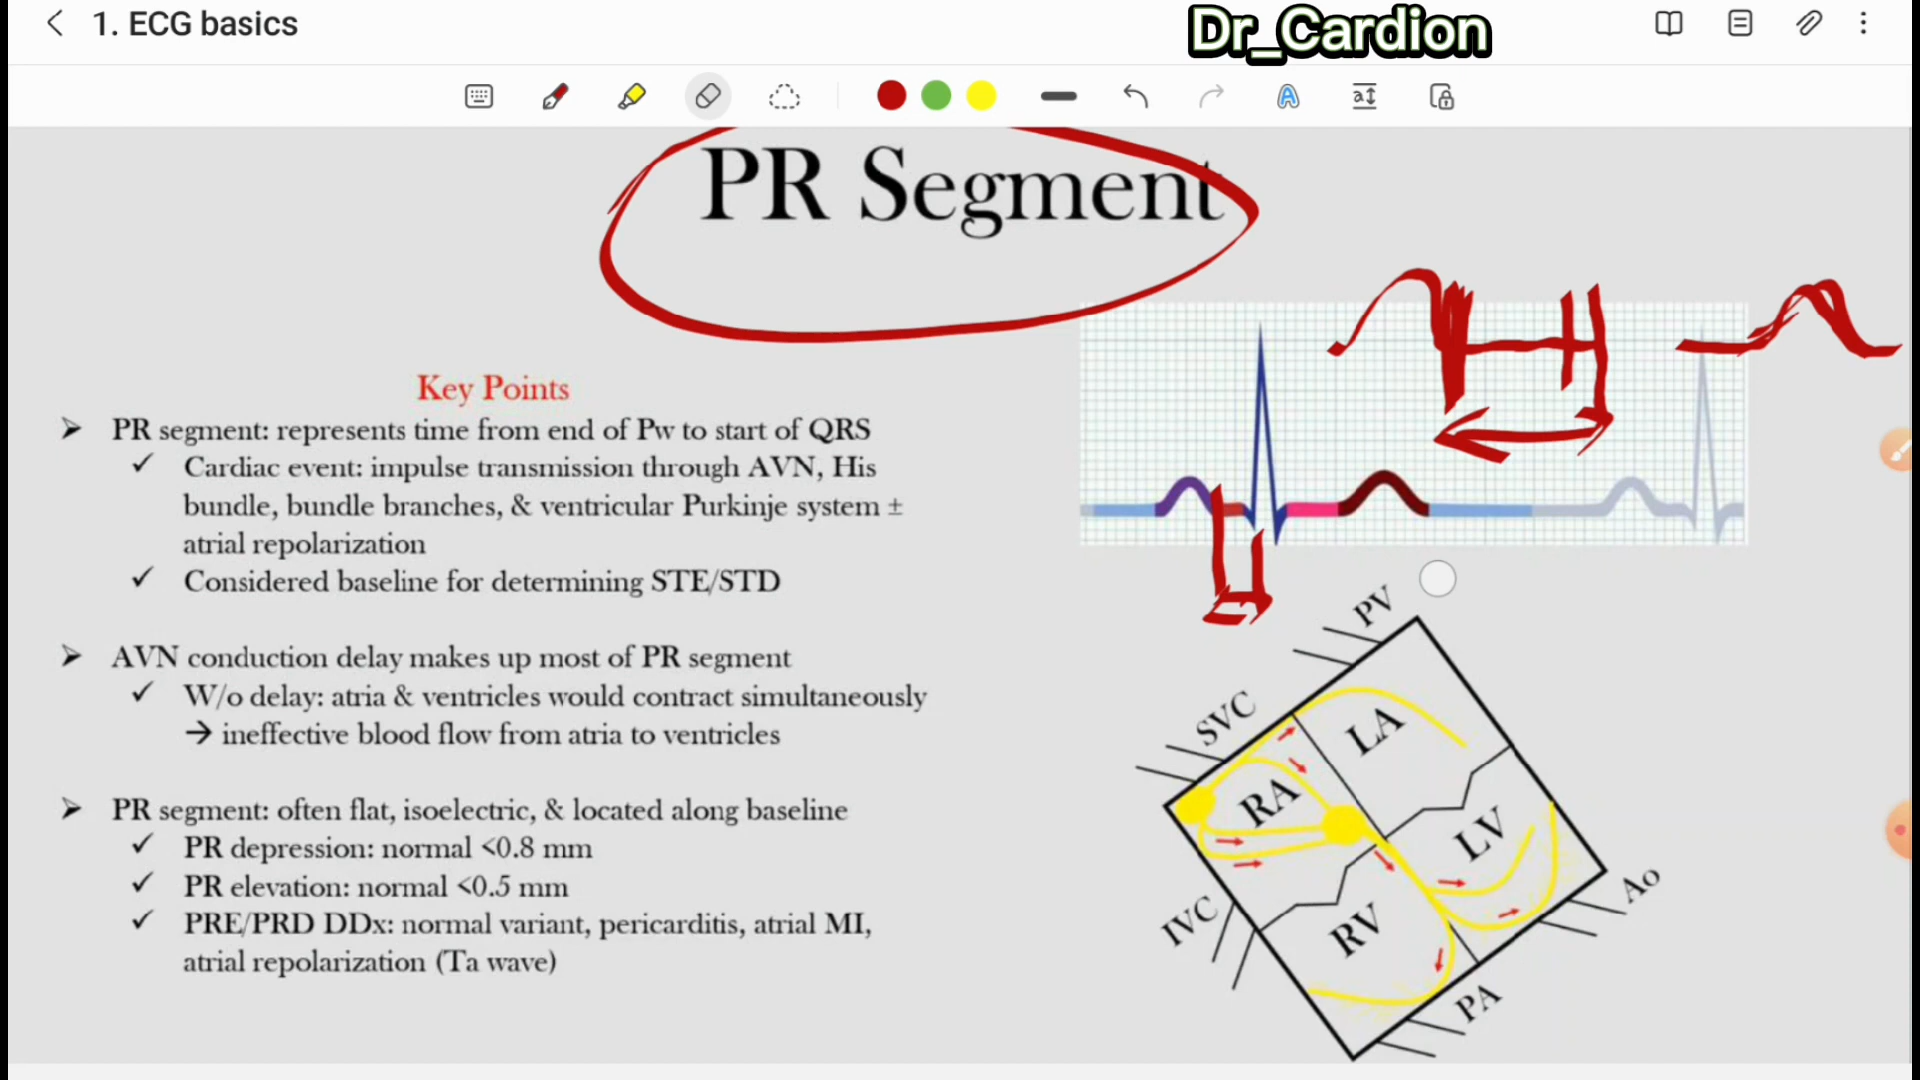 1. ECG basics
Dr_Cardion
PR Segment
Key Points
➤ PR segment: represents time from end of Pw to start of QRS
✓ Cardiac event: impulse transmission through AVN, His
bundle, bundle branches, & ventricular Purkinje system ±
atrial repolarization
✓ Considered baseline for determining STE/STD
➤ AVN conduction delay makes up most of PR segment
✓ W/o delay: atria & ventricles would contract simultaneously
→ ineffective blood flow from atria to ventricles
➤ PR segment: often flat, isoelectric, & located along baseline
✓ PR depression: normal <0.8 mm
✓ PR elevation: normal <0.5 mm
✓ PRE/PRD DDx: normal variant, pericarditis, atrial MI,
atrial repolarization (Ta wave)
PV
SVC
LA
RA
LV
Ao
IVC
RV
PA